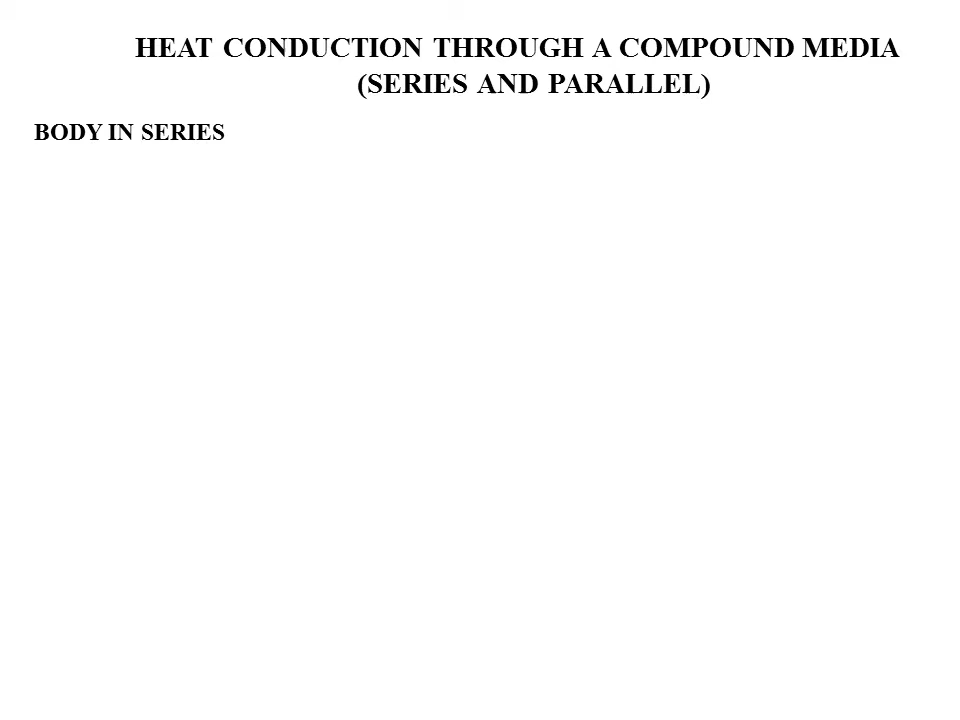 HEAT CONDUCTION THROUGH A COMPOUND MEDIA
(SERIES AND PARALLEL)
BODY IN SERIES